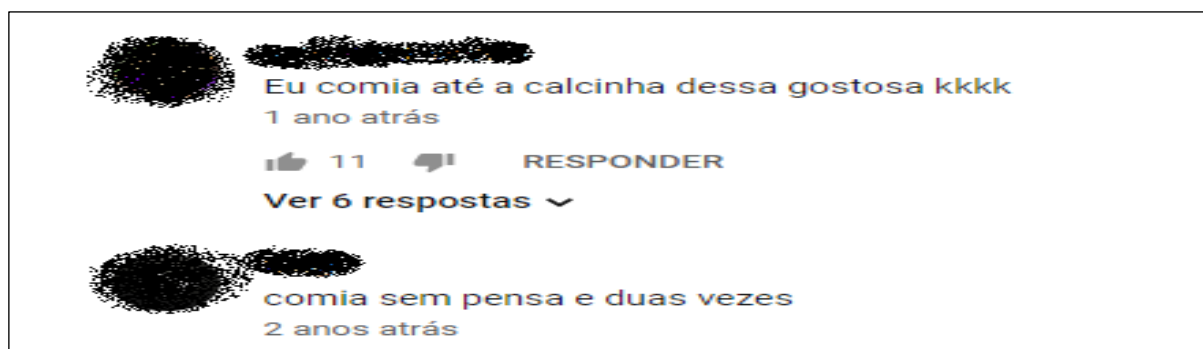 Eu comia até a calcinha dessa gostosa kkkk
1 ano atrás
11 RESPONDER
Ver 6 respostas
comia sem pensa e duas vezes
2 anos atrás